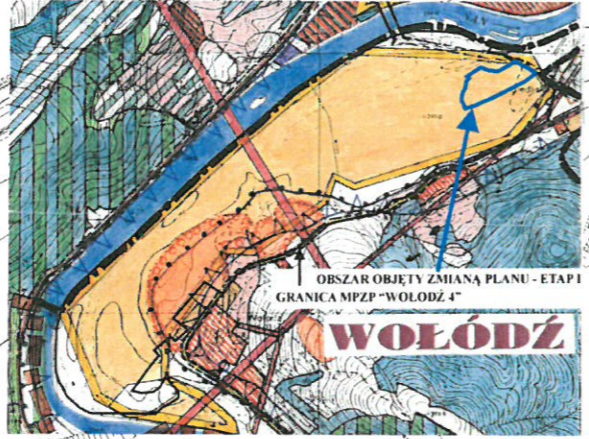 OBSZAR OBJĘTY ZMIANĄ PLANU - ETAP I
GRANICA MPZP "WOŁODŹ 4"
WOŁÓDŹ